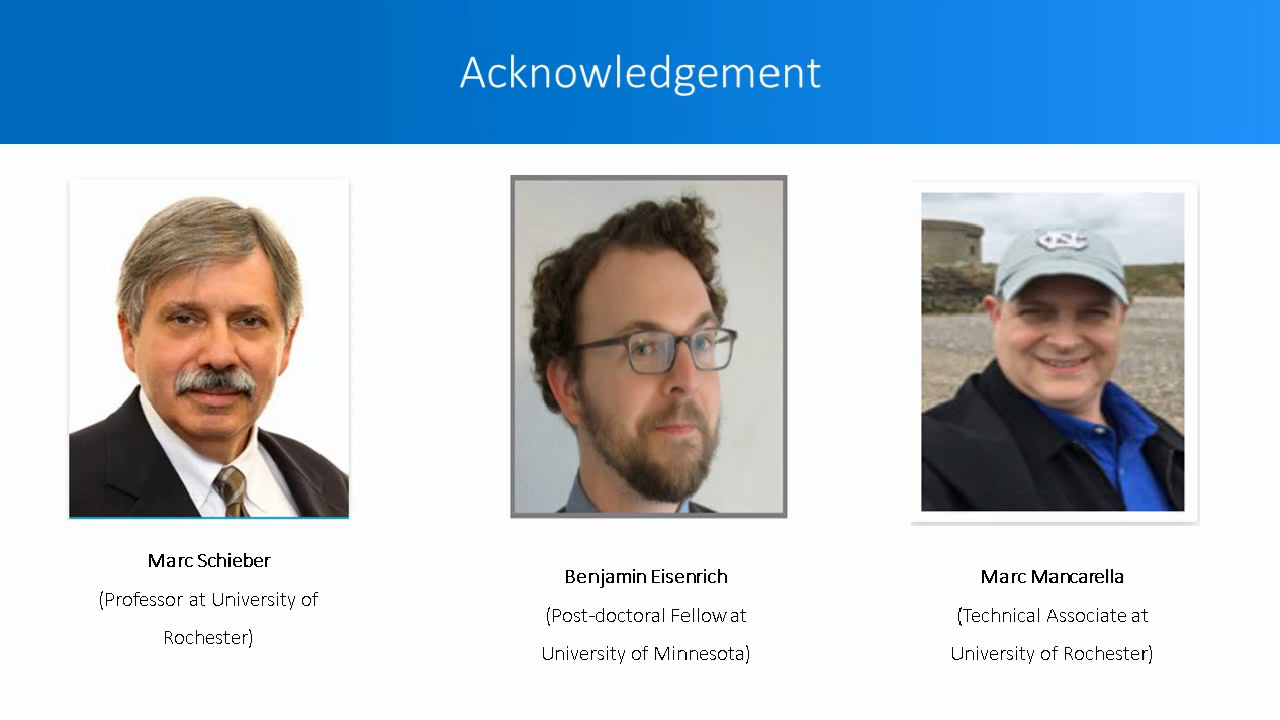 Acknowledgement
Marc Schieber
(Professor at University of
Rochester)
Benjamin Eisenrich
(Post-doctoral Fellow at
University of Minnesota)
Marc Mancarella
(Technical Associate at
University of Rochester)